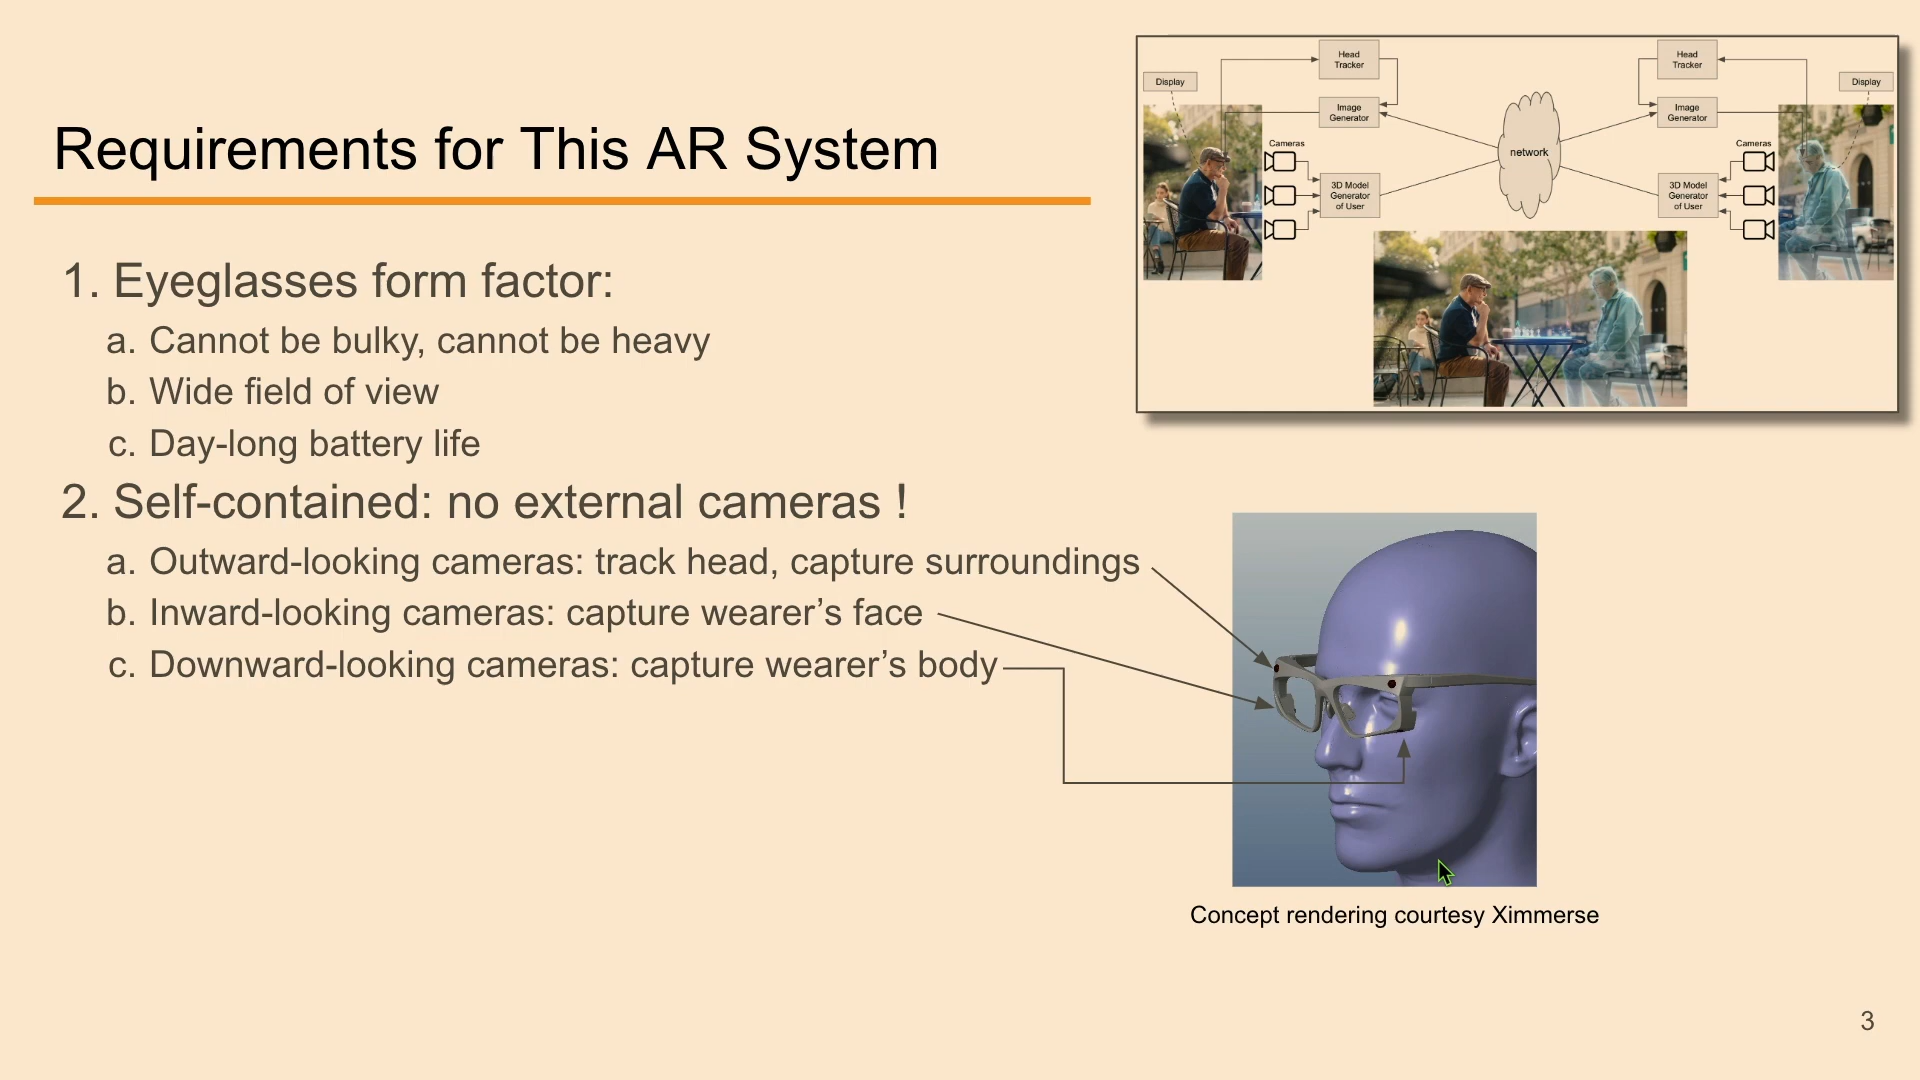 Requirements for This AR System
1. Eyeglasses form factor:
a. Cannot be bulky, cannot be heavy
b. Wide field of view
c. Day-long battery life
2. Self-contained: no external cameras !
a. Outward-looking cameras: track head, capture surroundings
b. Inward-looking cameras: capture wearer’s face
c. Downward-looking cameras: capture wearer’s body
Display
Head
Tracker
Image
Generator
Cameras
3D Model
Generator
of User
network
Head
Tracker
Image
Generator
Display
Cameras
3D Model
Generator
of User
Concept rendering courtesy Ximmerse
3